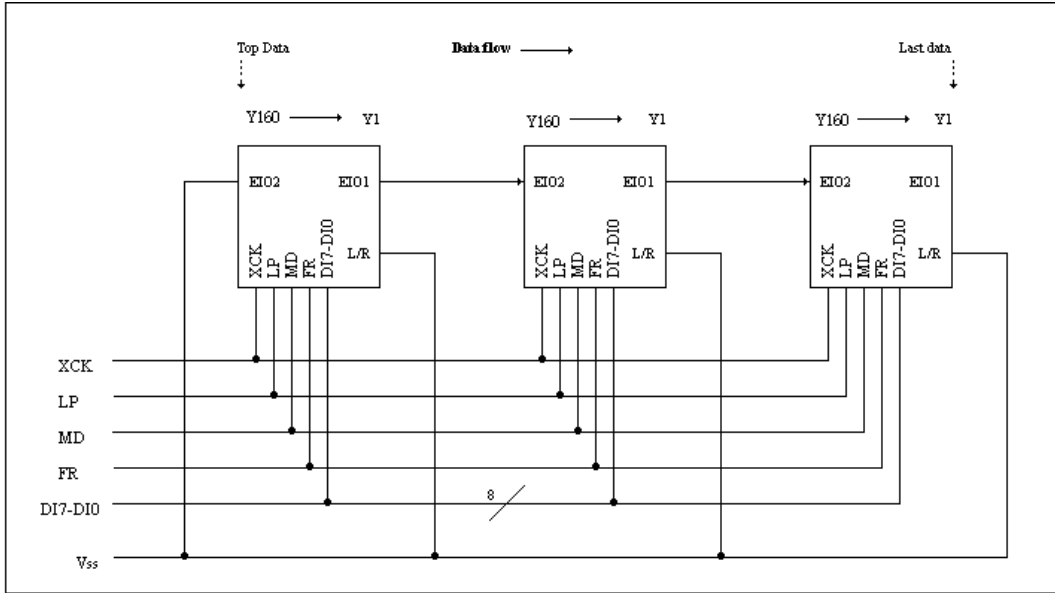 Top Data
Data flow
Last data
Y160 Y1
Y160 Y1
Y160 Y1
EIO2 EIO1
EIO2 EIO1
EIO2 EIO1
L/R
L/R
L/R
XCK LP MD FR DI7-DI0
XCK LP MD FR DI7-DI0
XCK LP MD FR DI7-DI0
XCK
LP
MD
FR
8
DI7-DI0
Vss